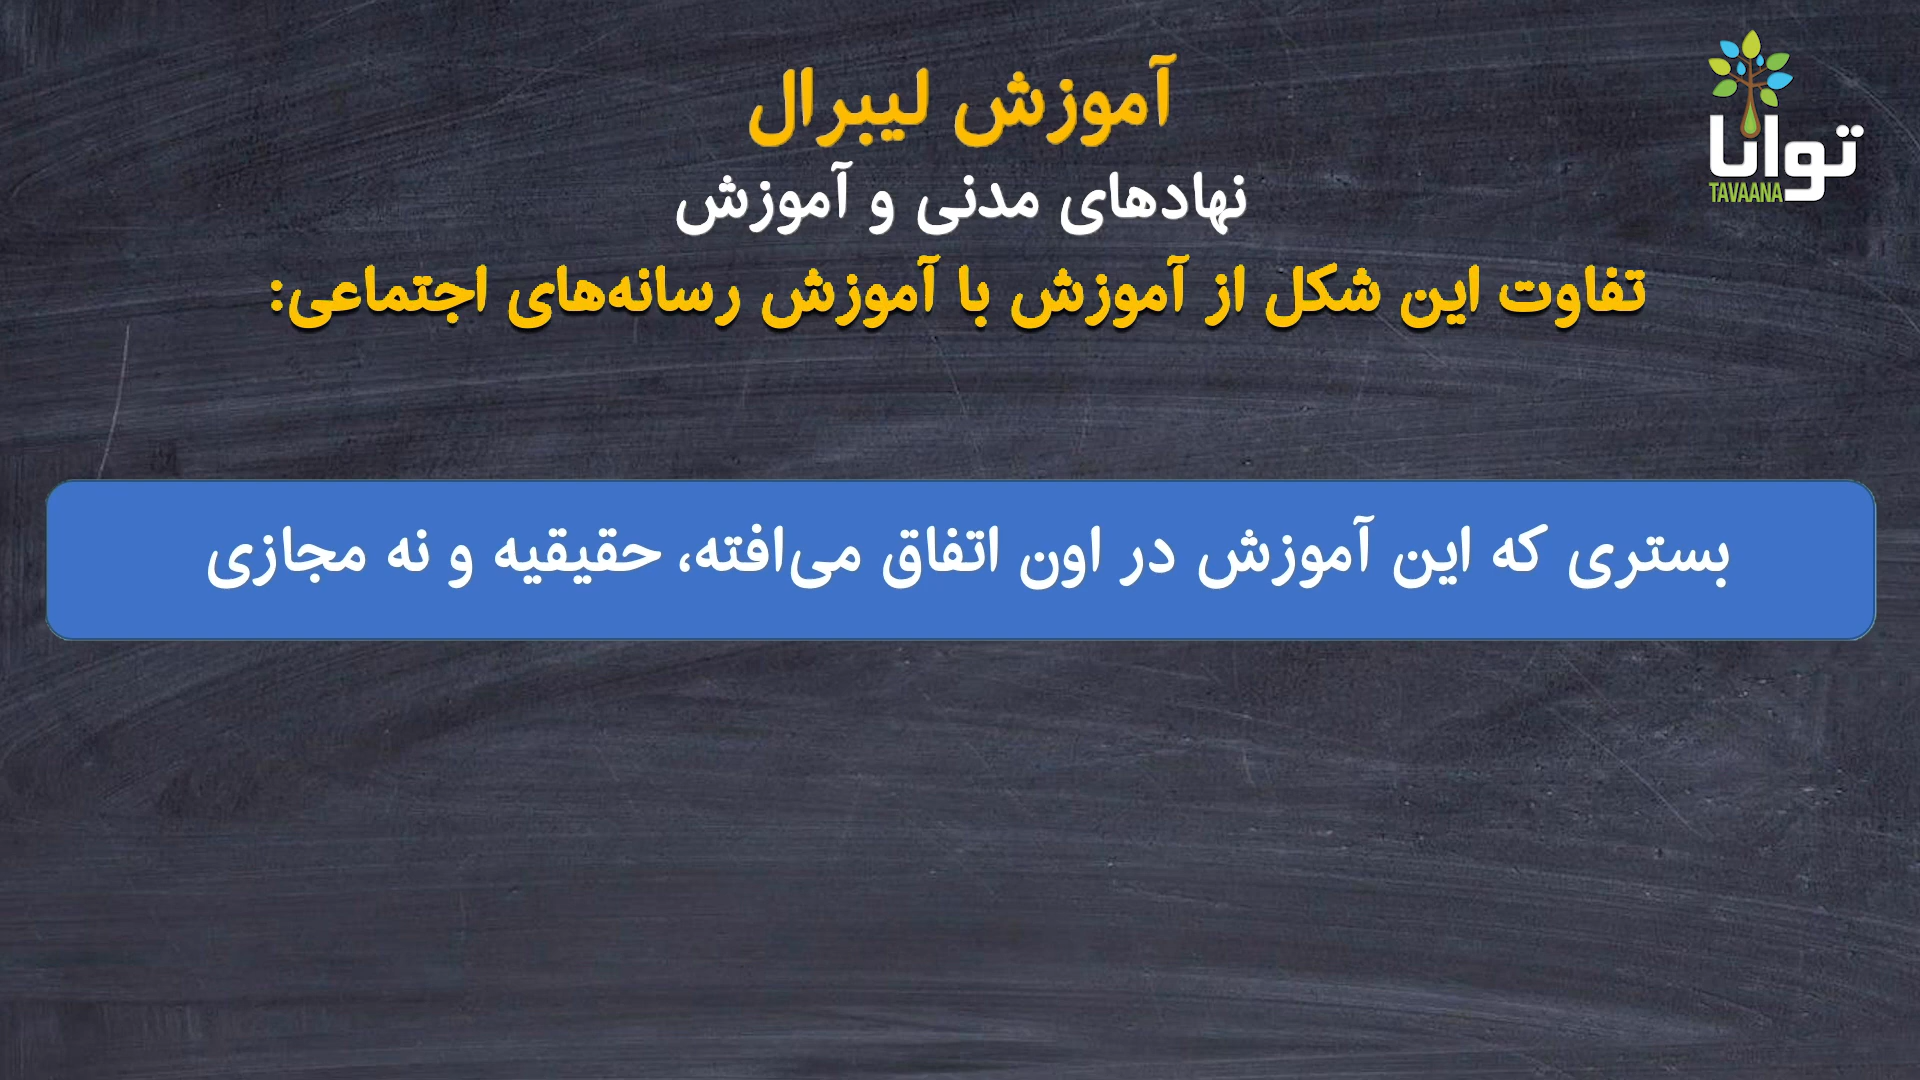 آموزش لیبرال
نهادهای مدنی و آموزش
تفاوت این شکل از آموزش با آموزش رسانه‌های اجتماعی:
بستری که این آموزش در اون اتفاق می‌افته، حقیقیه و نه مجازی
توانا
TAVAANA